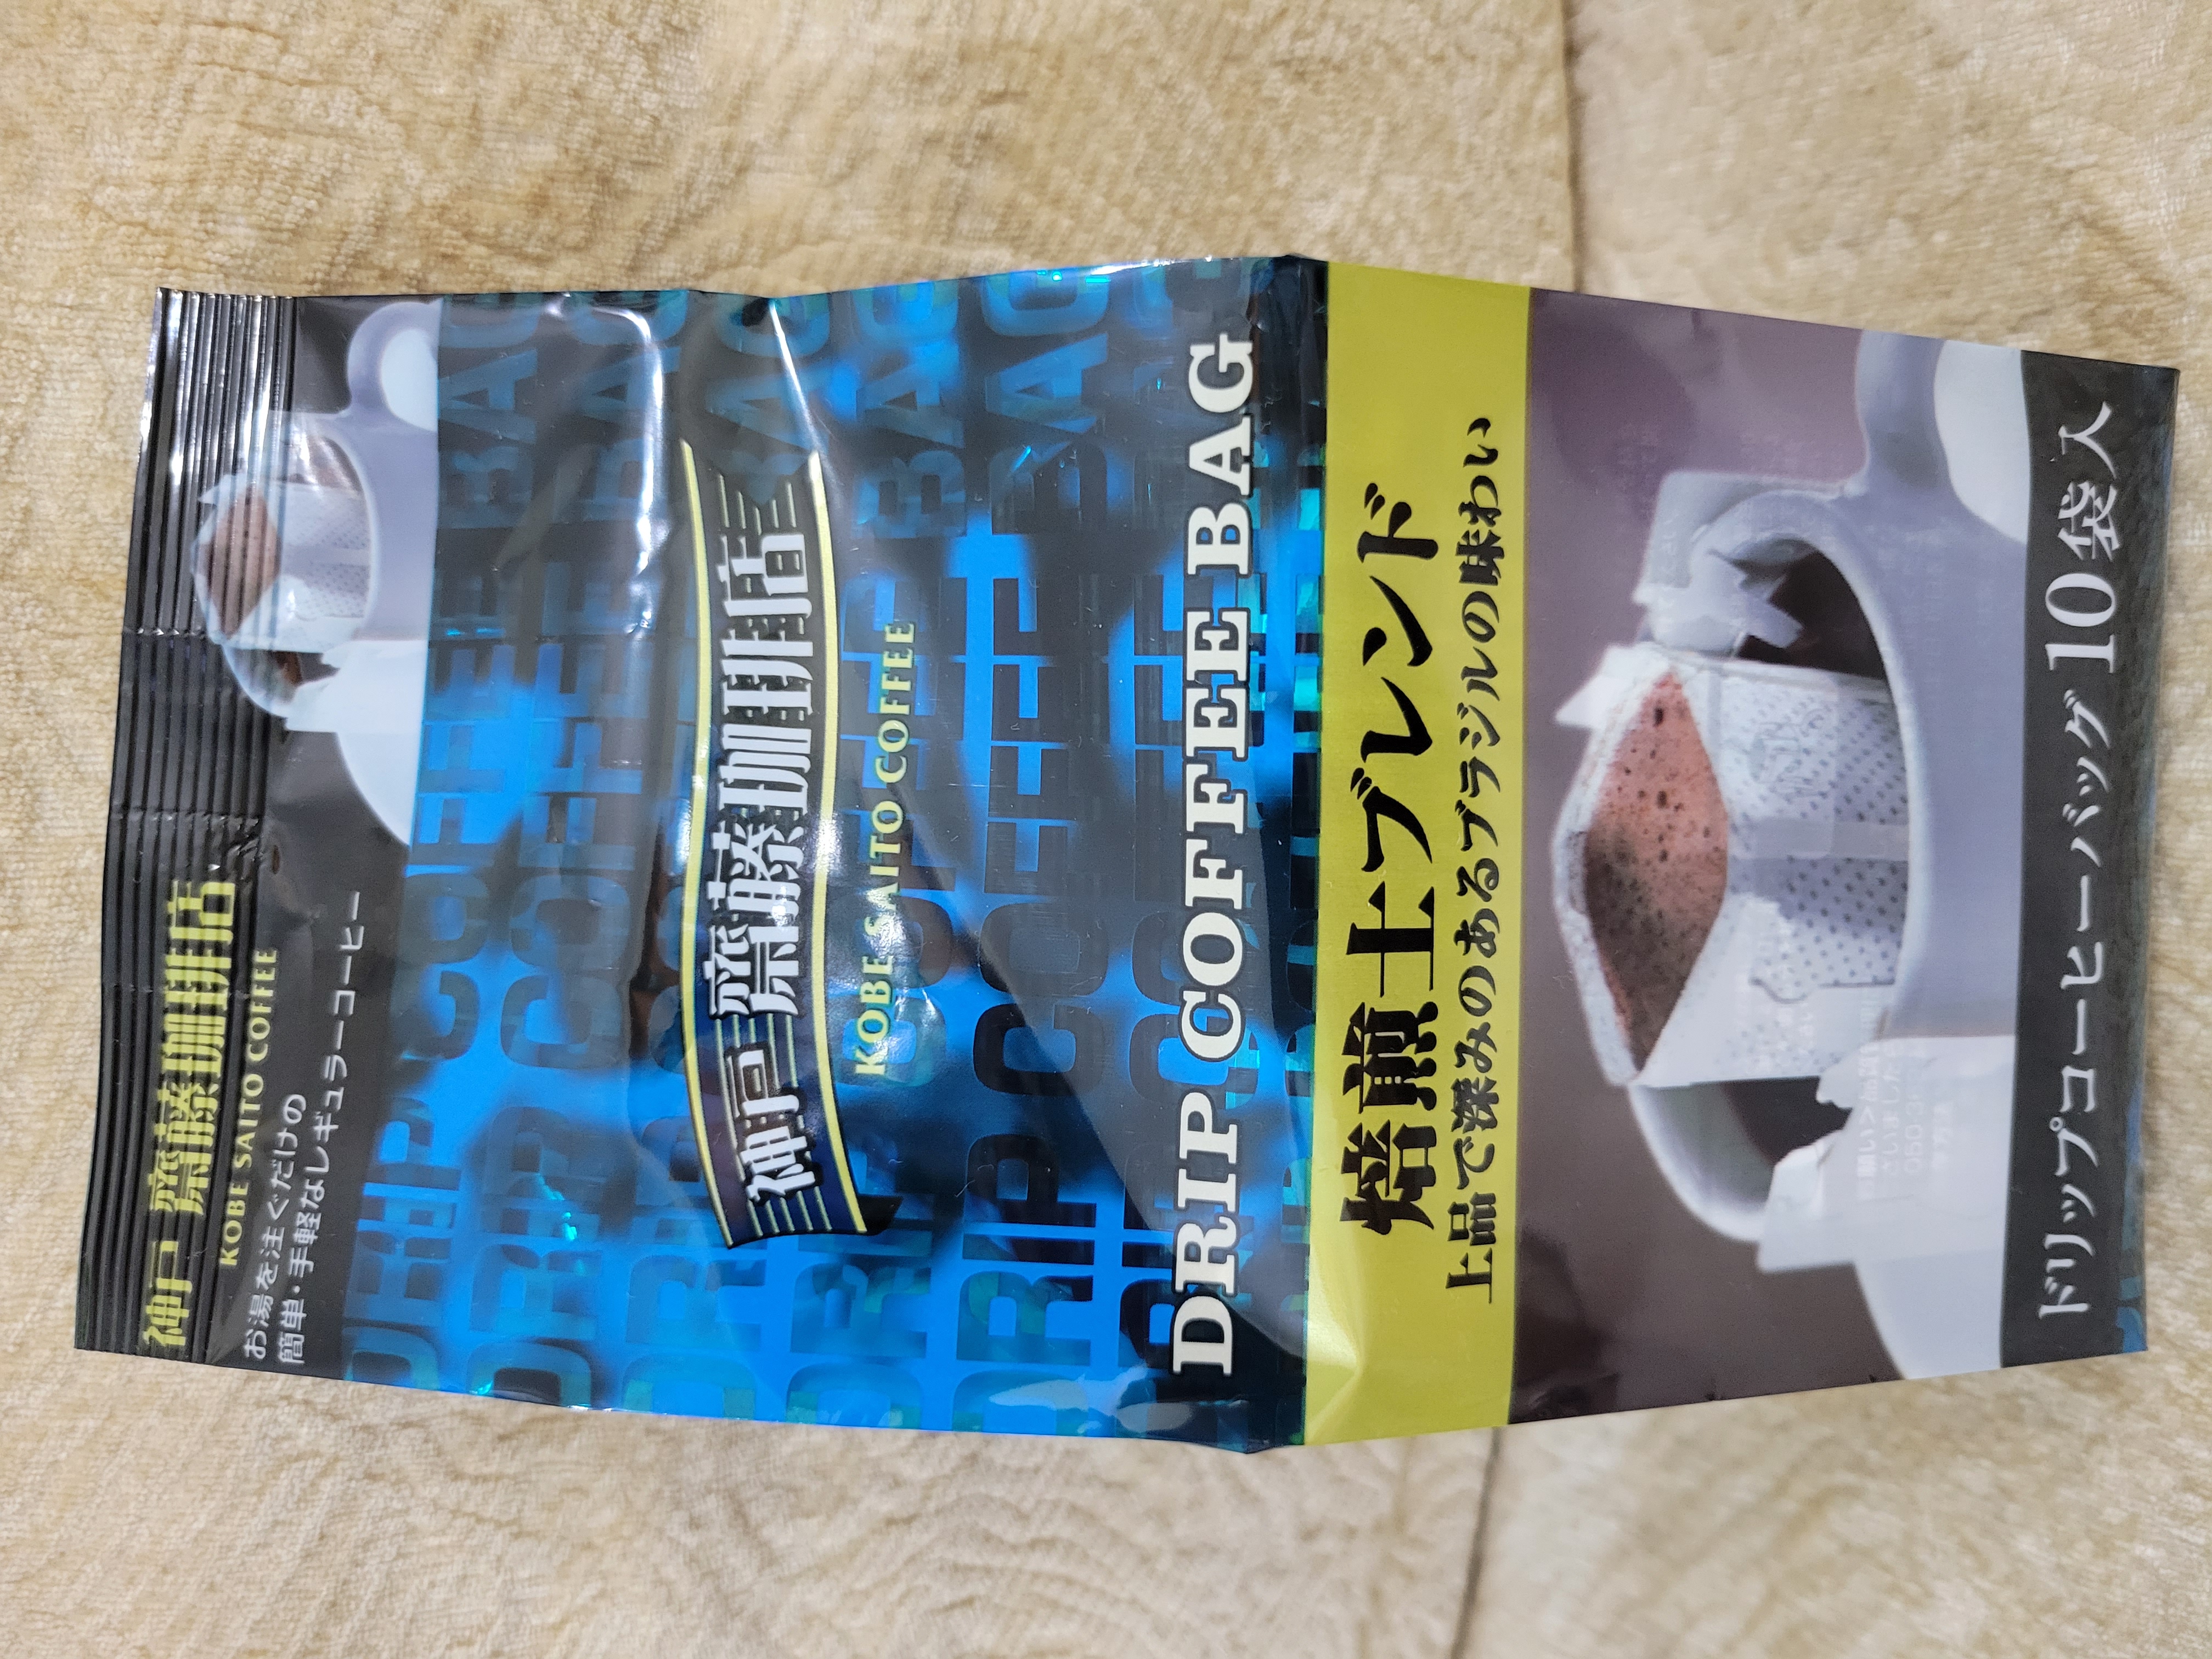 神戸 齋藤珈琲店
KOBE SAITO COFFEE
お湯を注ぐだけの
簡単・手軽なレギュラーコーヒー
神戸 齋藤珈琲店
KOBE SAITO COFFEE
DRIP COFFEE BAG
焙煎士ブレンド
上品で深みのあるブラジルの味わい
ドリップコーヒーバッグ 10袋入